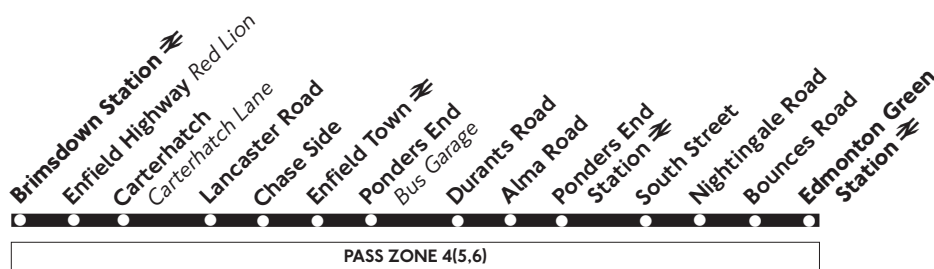 Brimsdown Station
Enfield Highway Red Lion
Carterhatch
Carterhatch Lane
Lancaster Road
Chase Side
Enfield Town
Ponders End
Bus Garage
Durants Road
Alma Road
Ponders End
Station
South Street
Nightingale Road
Bounces Road
Edmonton Green
Station
PASS ZONE 4(5,6)